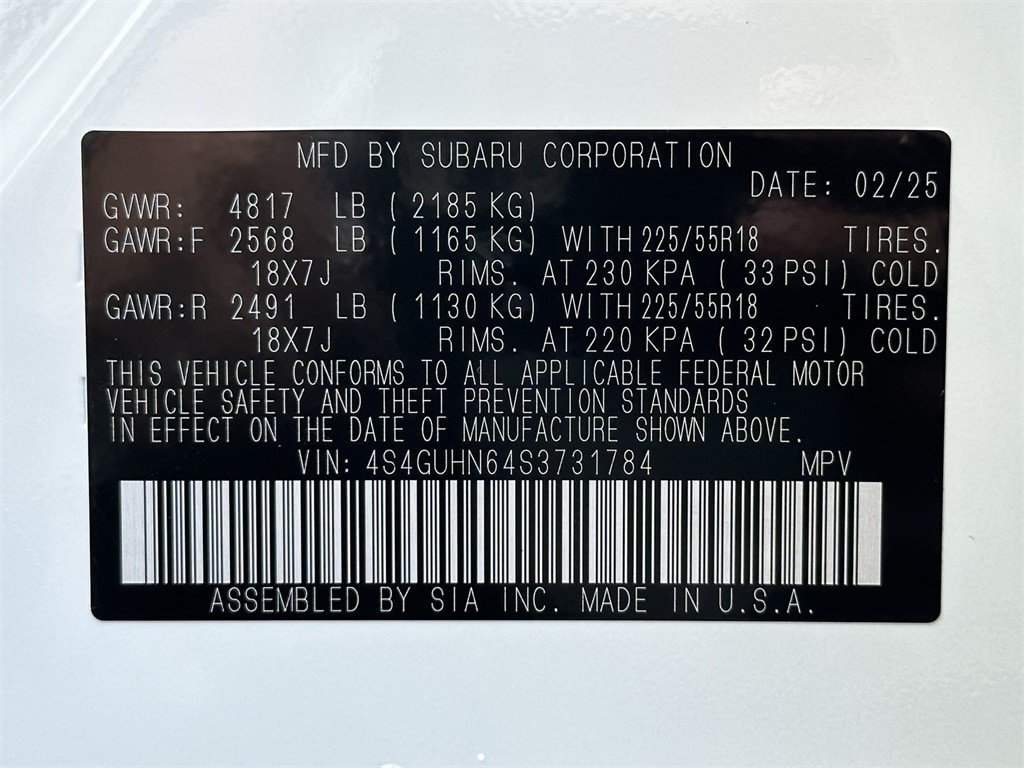 MFD BY SUBARU CORPORATION
DATE: 02/25
GVWR: 4817 LB ( 2185 KG)
GAWR:F 2568 LB ( 1165 KG) WITH 225/55R18 TIRES.
18X7J RIMS. AT 230 KPA ( 33 PSI) COLD
GAWR:R 2491 LB ( 1130 KG) WITH 225/55R18 TIRES.
18X7J RIMS. AT 220 KPA ( 32 PSI) COLD
THIS VEHICLE CONFORMS TO ALL APPLICABLE FEDERAL MOTOR
VEHICLE SAFETY AND THEFT PREVENTION STANDARDS
IN EFFECT ON THE DATE OF MANUFACTURE SHOWN ABOVE.
VIN: 4S4GUHN64S3731784 MPV
ASSEMBLED BY SIA INC. MADE IN U.S.A.